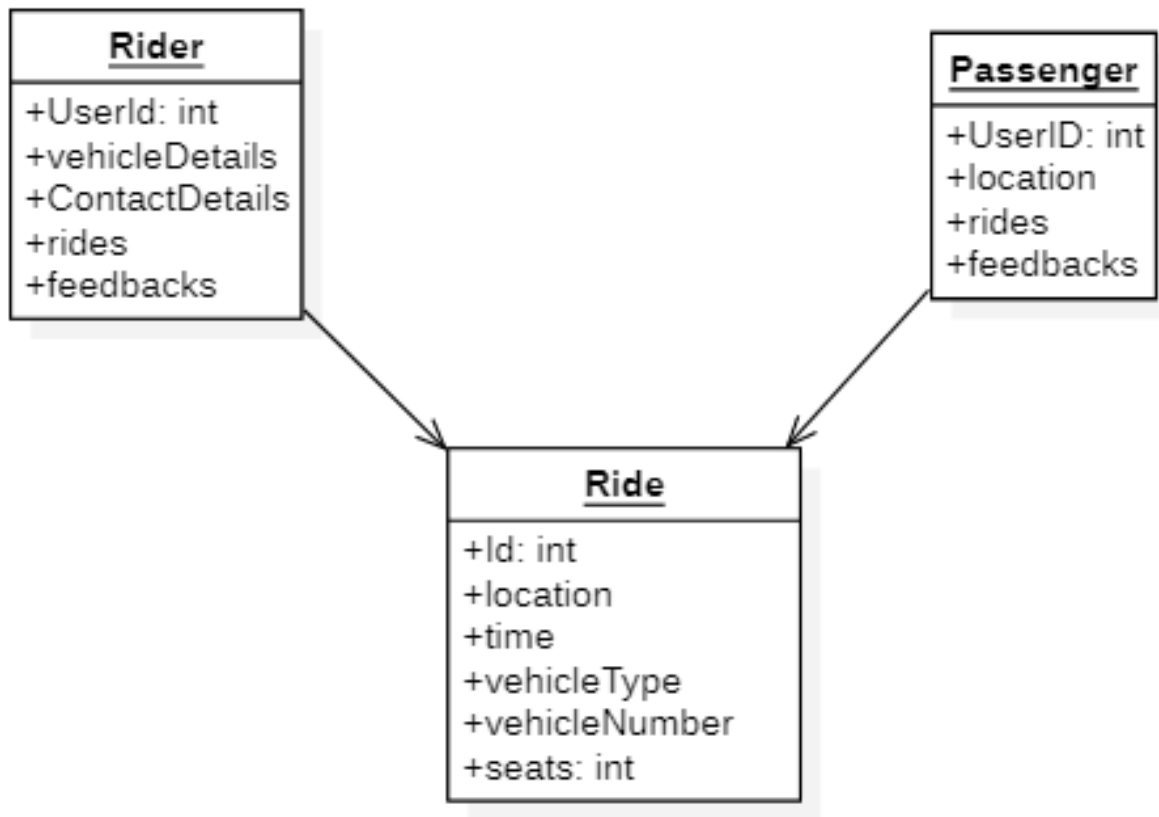 Rider
+UserId: int
+vehicleDetails
+ContactDetails
+rides
+feedbacks
Passenger
+UserID: int
+location
+rides
+feedbacks
Ride
+Id: int
+location
+time
+vehicleType
+vehicleNumber
+seats: int